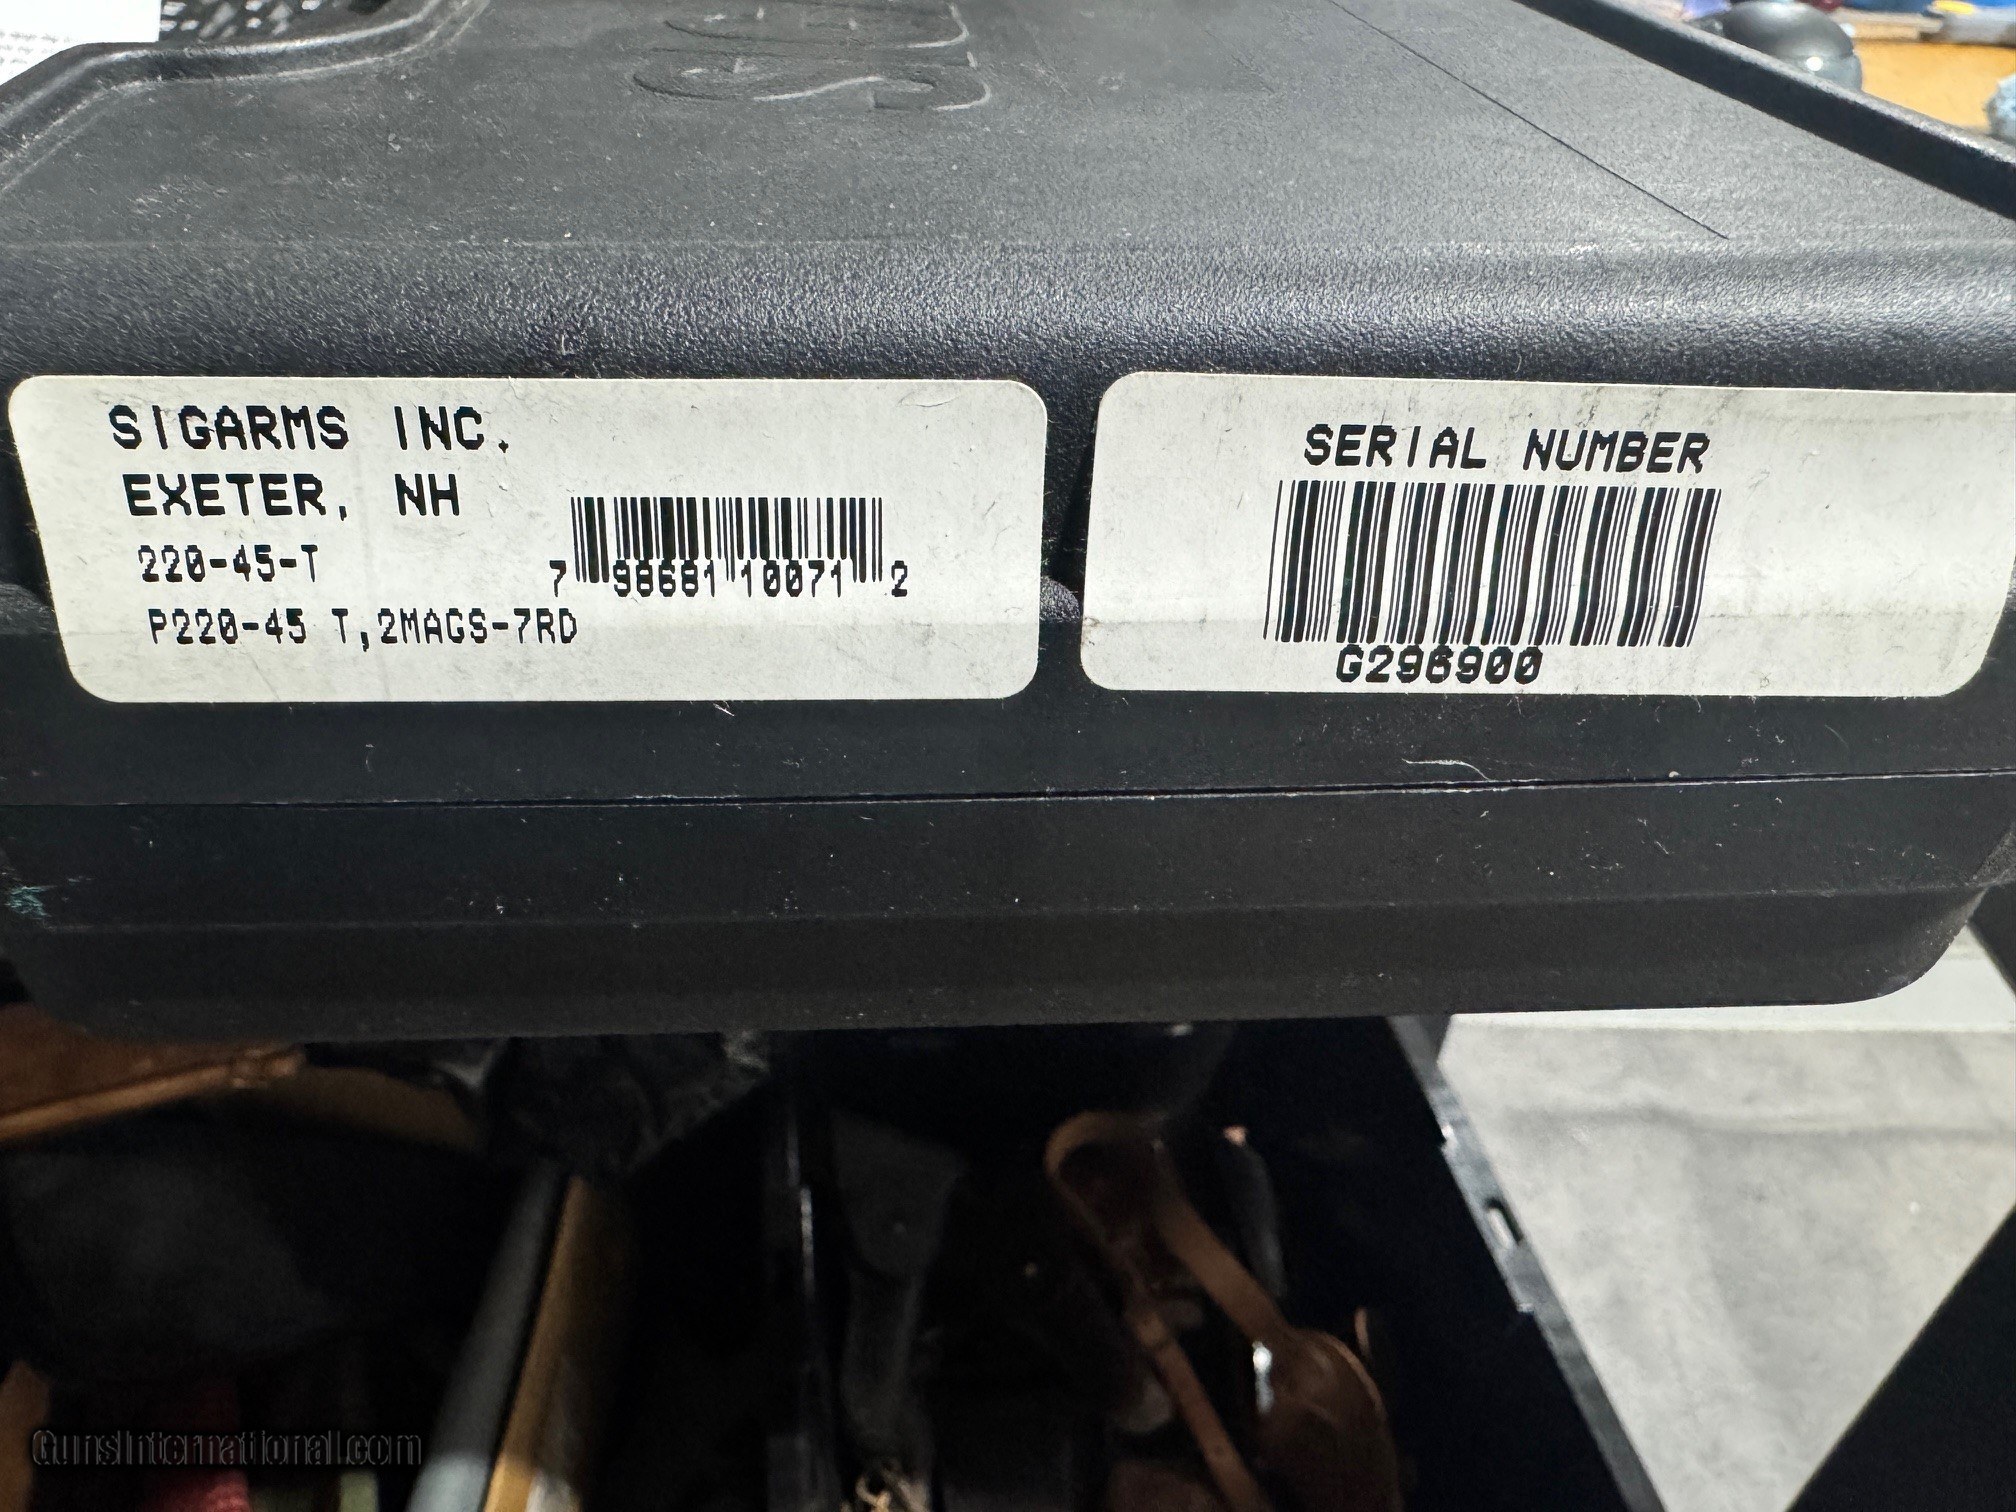 SIG
SIGARMS INC.
EXETER, NH
220-45-T
7 98681 10071 2
P220-45 T,2MAGS-7RD
SERIAL NUMBER
G296900
GunsInternational.com